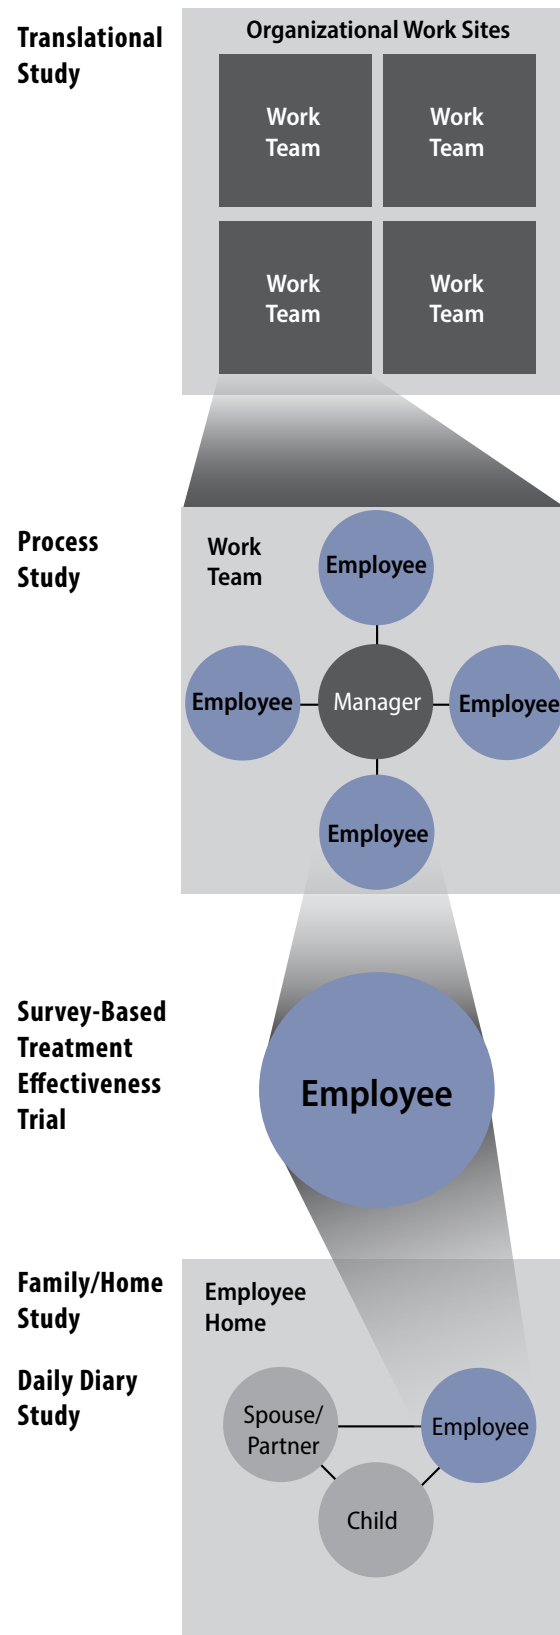 Translational
Study
Organizational Work Sites
Work
Team
Work
Team
Work
Team
Work
Team
Process
Study
Work
Team
Employee
Employee
Manager
Employee
Employee
Survey-Based
Treatment
Effectiveness
Trial
Employee
Family/Home
Study
Daily Diary
Study
Employee
Home
Spouse/
Partner
Employee
Child